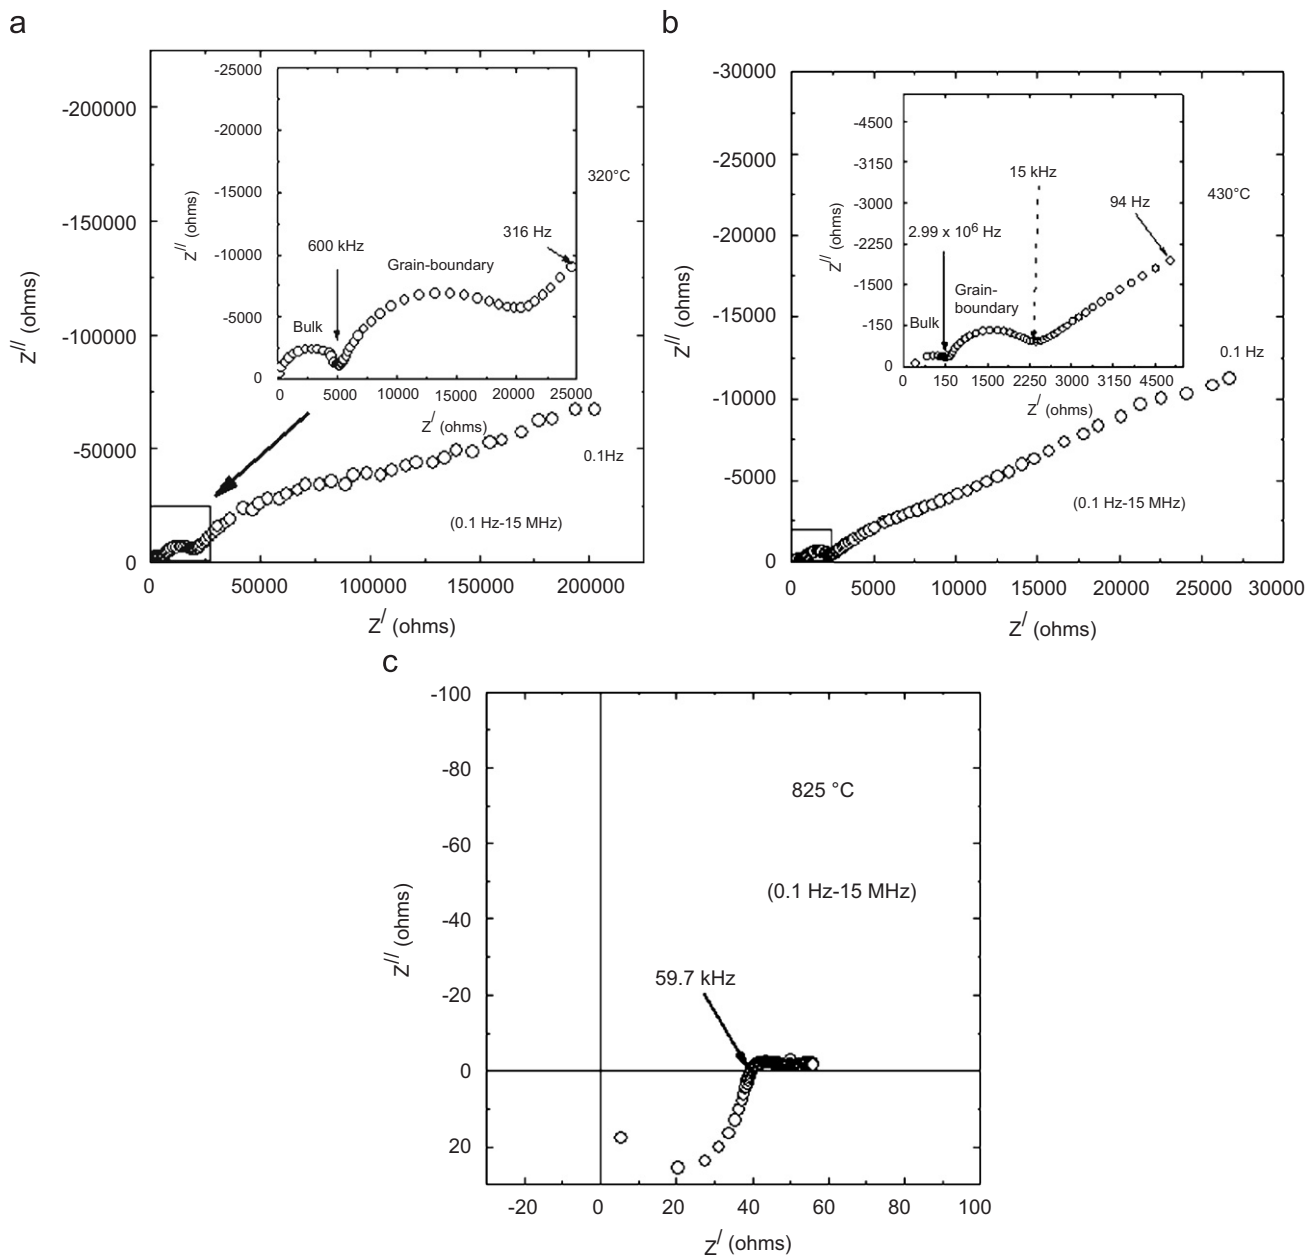 a
-200000
-150000
-100000
-50000
0
Z// (ohms)
0
50000
100000
150000
200000
Z/ (ohms)
320°C
0.1Hz
(0.1 Hz-15 MHz)
-25000
-20000
-15000
-10000
-5000
0
Z// (ohms)
600 kHz
316 Hz
Grain-boundary
Bulk
0
5000
10000
15000
20000
25000
Z/ (ohms)
b
-30000
-25000
-20000
-15000
-10000
-5000
0
Z// (ohms)
0
5000
10000
15000
20000
25000
30000
Z/ (ohms)
430°C
0.1 Hz
(0.1 Hz-15 MHz)
-4500
-3150
-3000
-2250
-1500
-150
0
Z// (ohms)
15 kHz
94 Hz
2.99 x 10⁶ Hz
Grain-
boundary
Bulk
0
150
1500
2250
3000
3150
4500
Z/ (ohms)
c
-100
-80
-60
-40
-20
0
20
Z// (ohms)
825 °C
(0.1 Hz-15 MHz)
59.7 kHz
-20
0
20
40
60
80
100
Z/ (ohms)